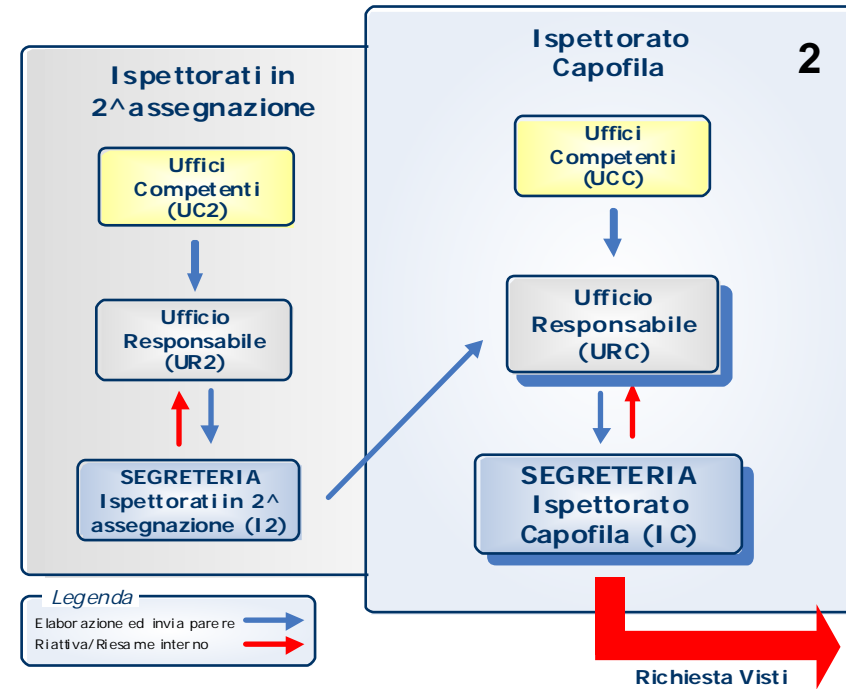 Ispettorati in
2^ assegnazione
Uffici
Competenti
(UC2)
Ufficio
Responsabile
(UR2)
SEGRETERIA
Ispettorati in 2^
assegnazione (I2)
Ispettorato
Capofila
2
Uffici
Competenti
(UCC)
Ufficio
Responsabile
(URC)
SEGRETERIA
Ispettorato
Capofila (IC)
Legenda
Elaborazione ed invia parere
Riattiva/Riesame interno
Richiesta Visti